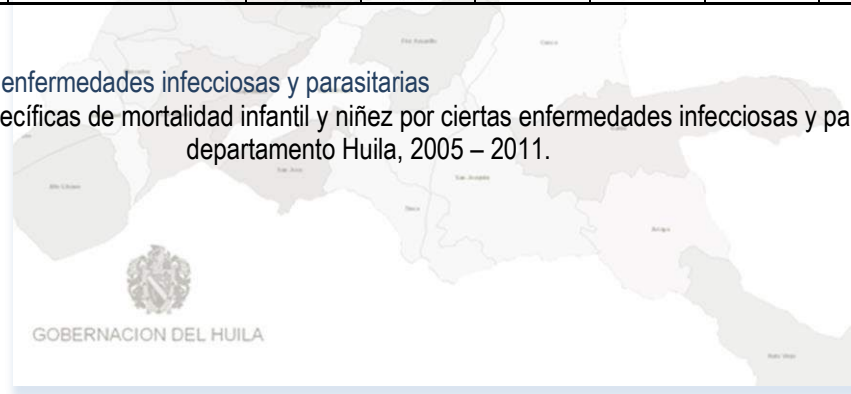 enfermedades infecciosas y parasitarias
ecíficas de mortalidad infantil y niñez por ciertas enfermedades infecciosas y pa
departamento Huila, 2005 – 2011.
GOBERNACION DEL HUILA